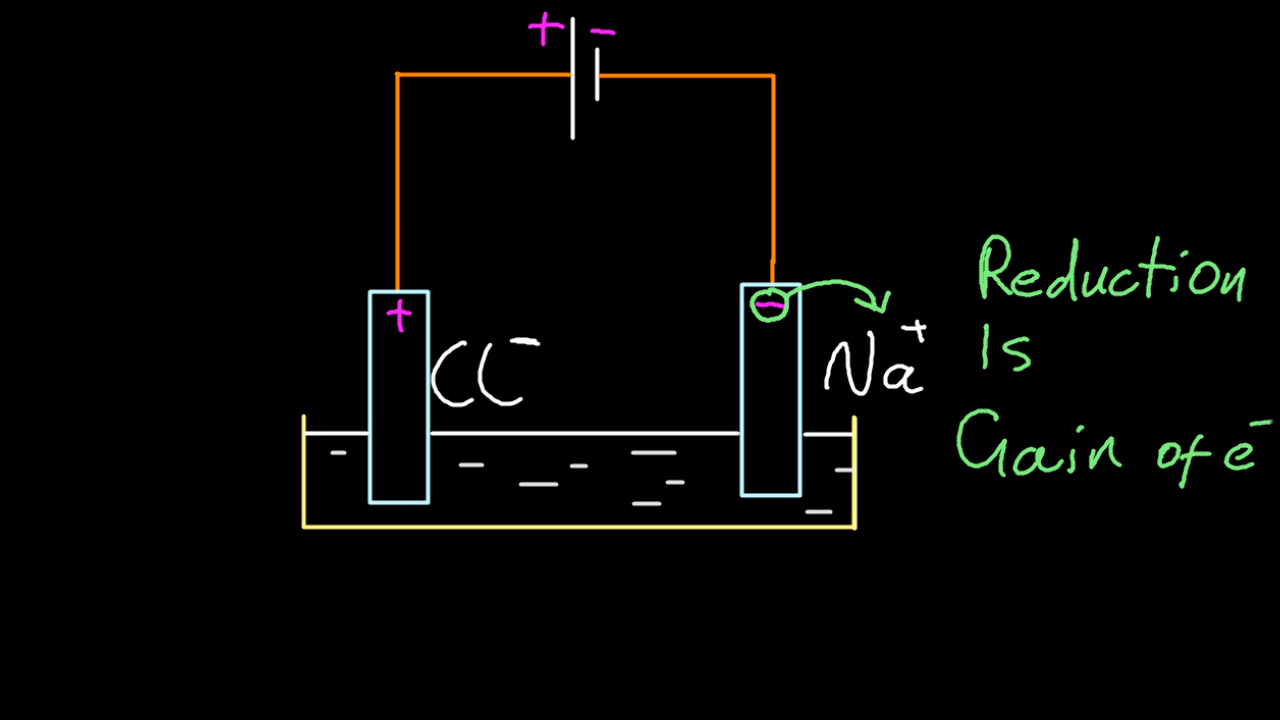 + −
+
−
Cl⁻
Na⁺
Reduction
Is
Gain of e⁻